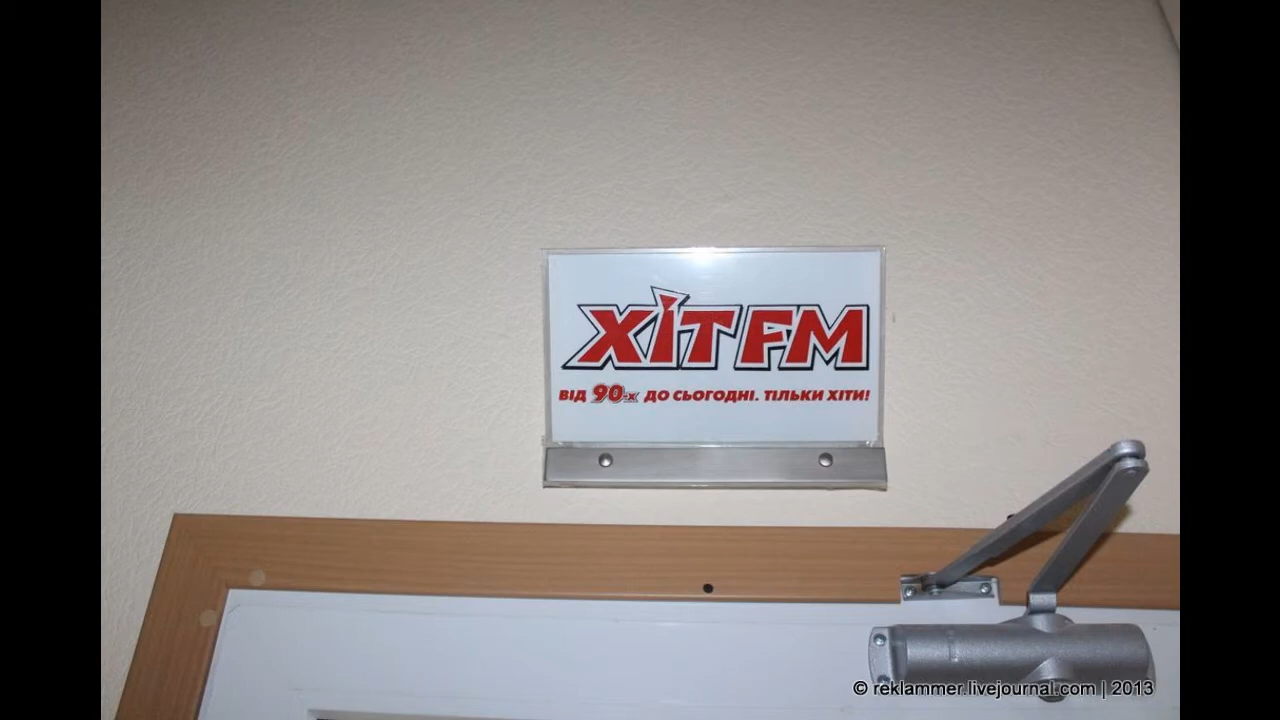 ХІТ FM
ВІД 90-х ДО СЬОГОДНІ. ТІЛЬКИ ХІТИ!
© reklammer.livejournal.com | 2013